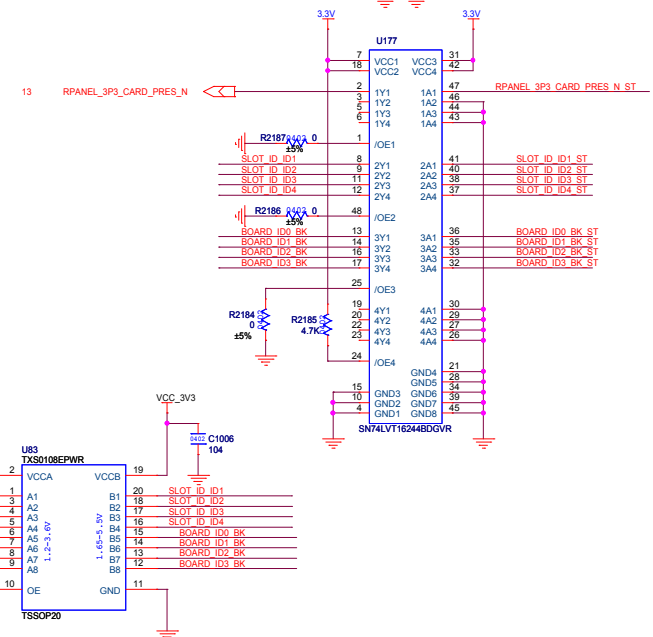 3.3V 3.3V
U177
7 VCC1 VCC3 31
18 VCC2 VCC4 42
13 RPANEL_3P3_CARD_PRES_N 2 1Y1 1A1 47 RPANEL_3P3_CARD_PRES_N_ST
3 1Y2 1A2 46
5 1Y3 1A3 44
6 1Y4 1A4 43
R2187 0402 0 1 /OE1
±5%
SLOT_ID_ID1 8 2Y1 2A1 41 SLOT_ID_ID1_ST
SLOT_ID_ID2 9 2Y2 2A2 40 SLOT_ID_ID2_ST
SLOT_ID_ID3 11 2Y3 2A3 38 SLOT_ID_ID3_ST
SLOT_ID_ID4 12 2Y4 2A4 37 SLOT_ID_ID4_ST
R2186 0402 0 48 /OE2
±5%
BOARD_ID0_BK 13 3Y1 3A1 36 BOARD_ID0_BK_ST
BOARD_ID1_BK 14 3Y2 3A2 35 BOARD_ID1_BK_ST
BOARD_ID2_BK 16 3Y3 3A3 33 BOARD_ID2_BK_ST
BOARD_ID3_BK 17 3Y4 3A4 32 BOARD_ID3_BK_ST
25 /OE3
19 4Y1 4A1 30
R2184 R2185 20 4Y2 4A2 29
0 4.7K 22 4Y3 4A3 27
±5% 23 4Y4 4A4 26
24 /OE4
GND4 21
GND5 28
15 GND3 GND6 34
10 GND2 GND7 39
4 GND1 GND8 45
SN74LVT16244BDGVR
VCC_3V3
0402 C1006
104
U83
TXS0108EPWR
2 VCCA VCCB 19
1 A1 B1 20 SLOT_ID_ID1
3 A2 B2 18 SLOT_ID_ID2
4 A3 B3 17 SLOT_ID_ID3
5 A4 B4 16 SLOT_ID_ID4
6 A5 B5 15 BOARD_ID0_BK
7 A6 B6 14 BOARD_ID1_BK
8 A7 B7 13 BOARD_ID2_BK
9 A8 B8 12 BOARD_ID3_BK
1.2-3.6V 1.65-5.5V
10 OE GND 11
TSSOP20